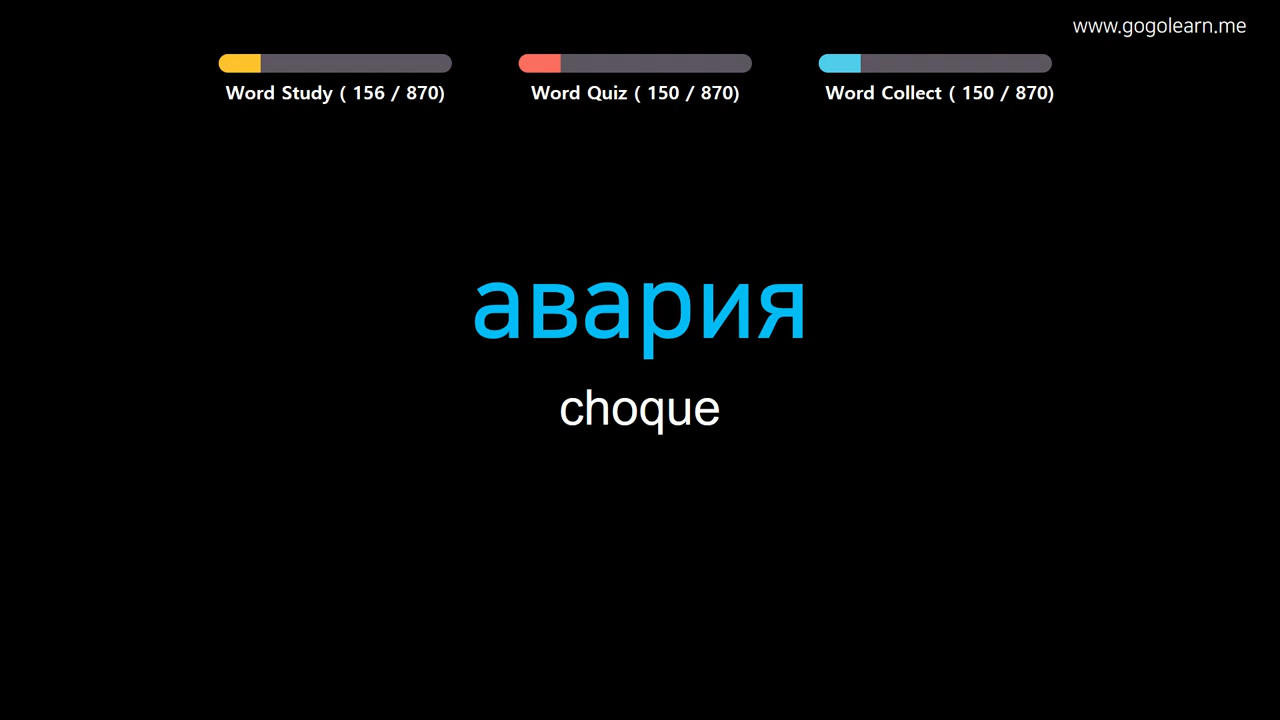 www.gogolearn.me
Word Study ( 156 / 870)
Word Quiz ( 150 / 870)
Word Collect ( 150 / 870)
авария
choque